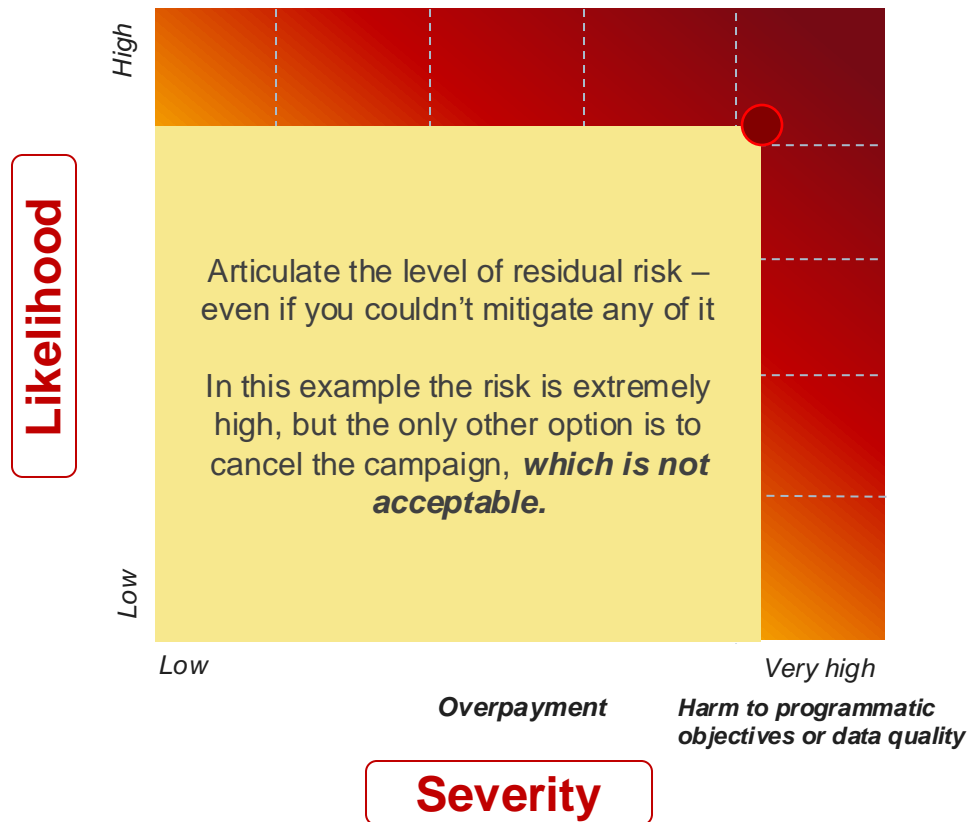 High
Likelihood
Articulate the level of residual risk –
even if you couldn’t mitigate any of it
In this example the risk is extremely
high, but the only other option is to
cancel the campaign, which is not
acceptable.
Low
Low
Very high
Overpayment
Harm to programmatic
objectives or data quality
Severity